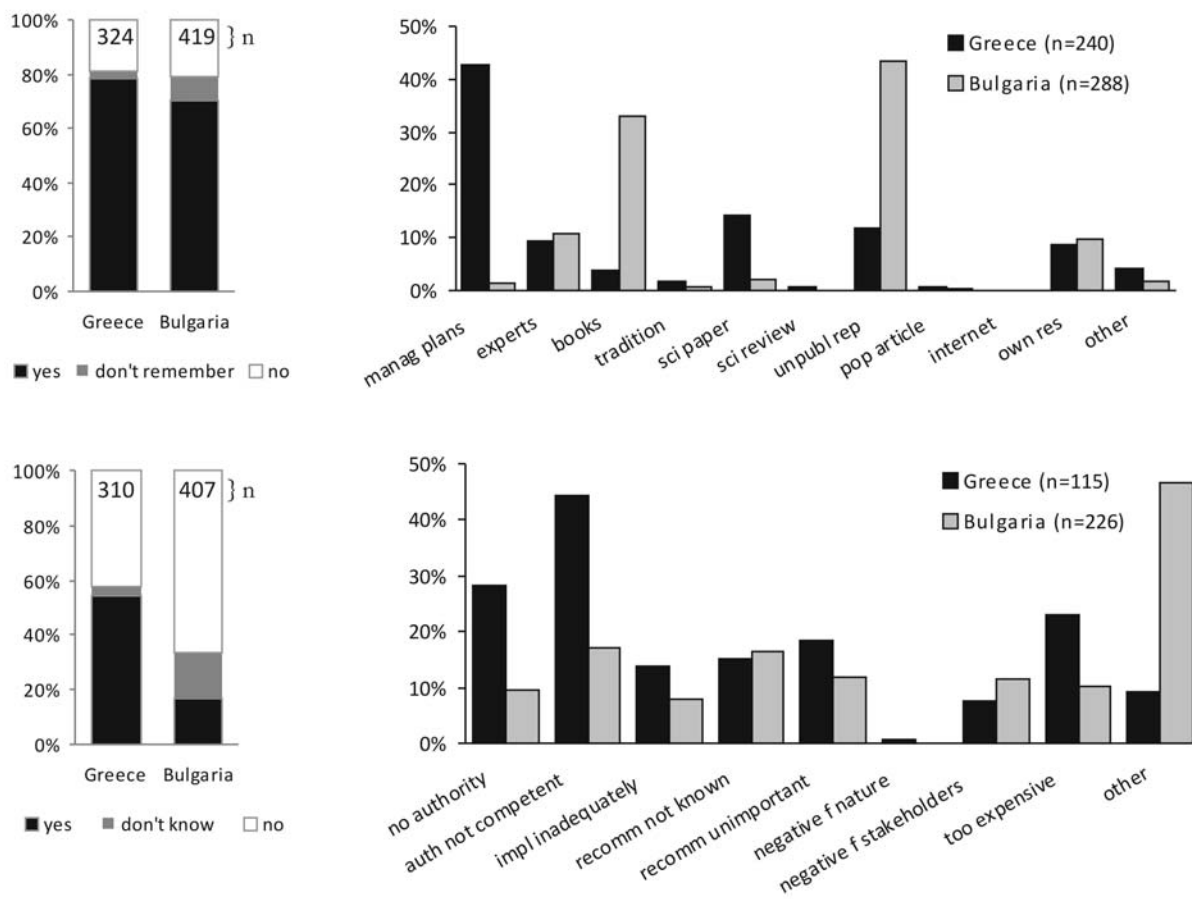 100%
80%
60%
40%
20%
0%
324
419
} n
Greece Bulgaria
yes don't remember no
50%
40%
30%
20%
10%
0%
Greece (n=240)
Bulgaria (n=288)
manag plans
experts
books
tradition
sci paper
sci review
unpubl rep
pop article
internet
own res
other
100%
80%
60%
40%
20%
0%
310
407
} n
Greece Bulgaria
yes don't know no
50%
40%
30%
20%
10%
0%
Greece (n=115)
Bulgaria (n=226)
no authority
auth not competent
impl inadequately
recomm not known
recomm unimportant
negative f nature
negative f stakeholders
too expensive
other